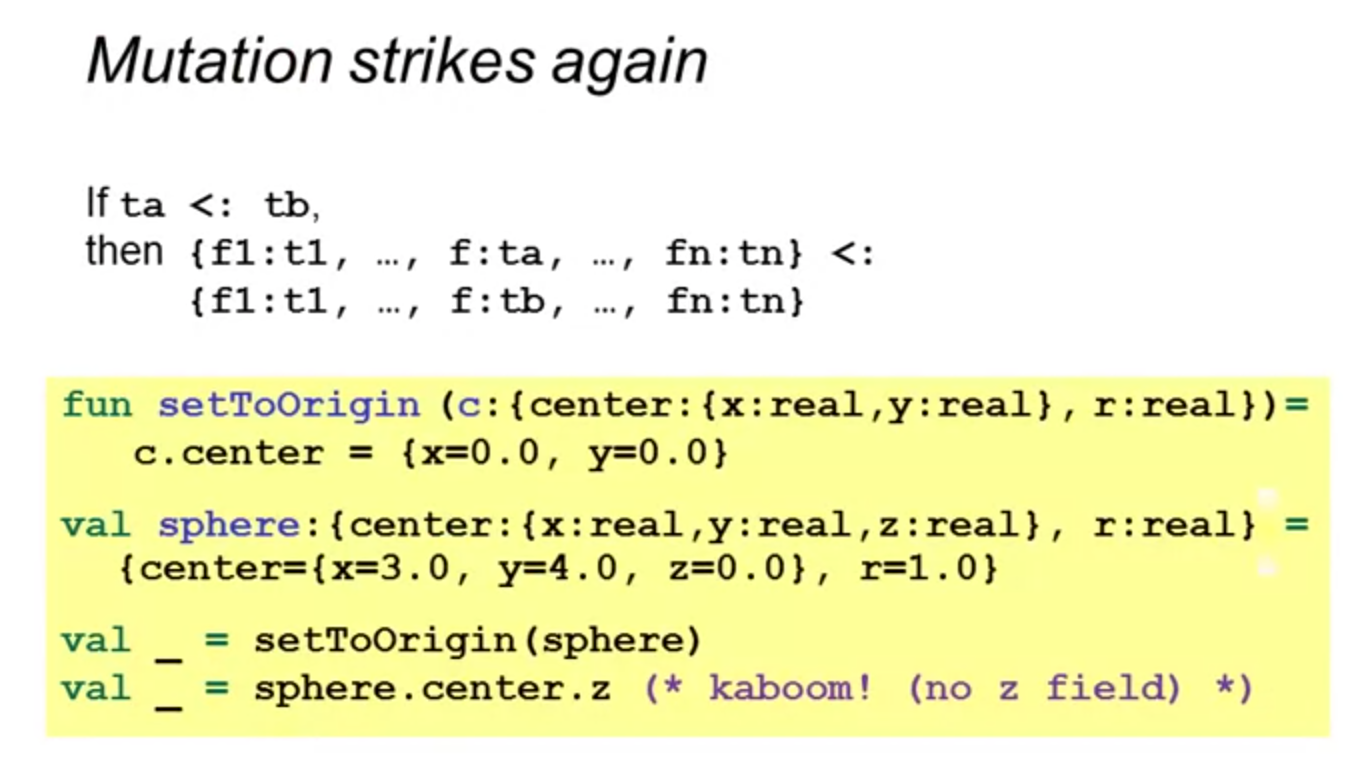 Mutation strikes again
If ta <: tb,
then {f1:t1, …, f:ta, …, fn:tn} <:
{f1:t1, …, f:tb, …, fn:tn}
fun setToOrigin (c:{center:{x:real,y:real}, r:real})=
c.center = {x=0.0, y=0.0}
val sphere:{center:{x:real,y:real,z:real}, r:real} =
{center={x=3.0, y=4.0, z=0.0}, r=1.0}
val _ = setToOrigin(sphere)
val _ = sphere.center.z (* kaboom! (no z field) *)